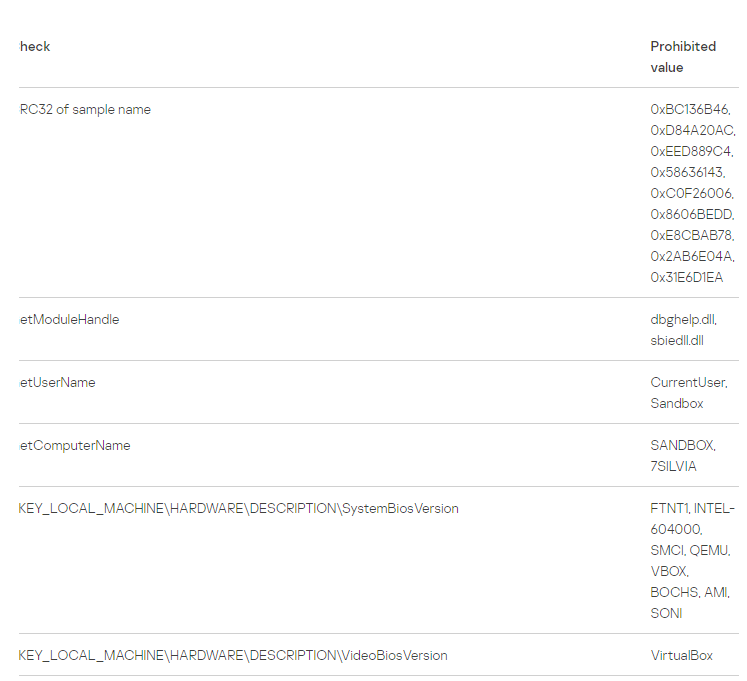 heck
Prohibited
value
RC32 of sample name
0xBC136B46,
0xD84A20AC,
0xEED889C4,
0x58636143,
0xC0F26006,
0x8606BEDD,
0xE8CBAB78,
0x2AB6E04A,
0x31E6D1EA
etModuleHandle
dbghelp.dll,
sbiedll.dll
etUserName
CurrentUser,
Sandbox
etComputerName
SANDBOX,
7SILVIA
KEY_LOCAL_MACHINE\HARDWARE\DESCRIPTION\SystemBiosVersion
FTNT1, INTEL-
604000,
SMCI, QEMU,
VBOX,
BOCHS, AMI,
SONI
KEY_LOCAL_MACHINE\HARDWARE\DESCRIPTION\VideoBiosVersion
VirtualBox